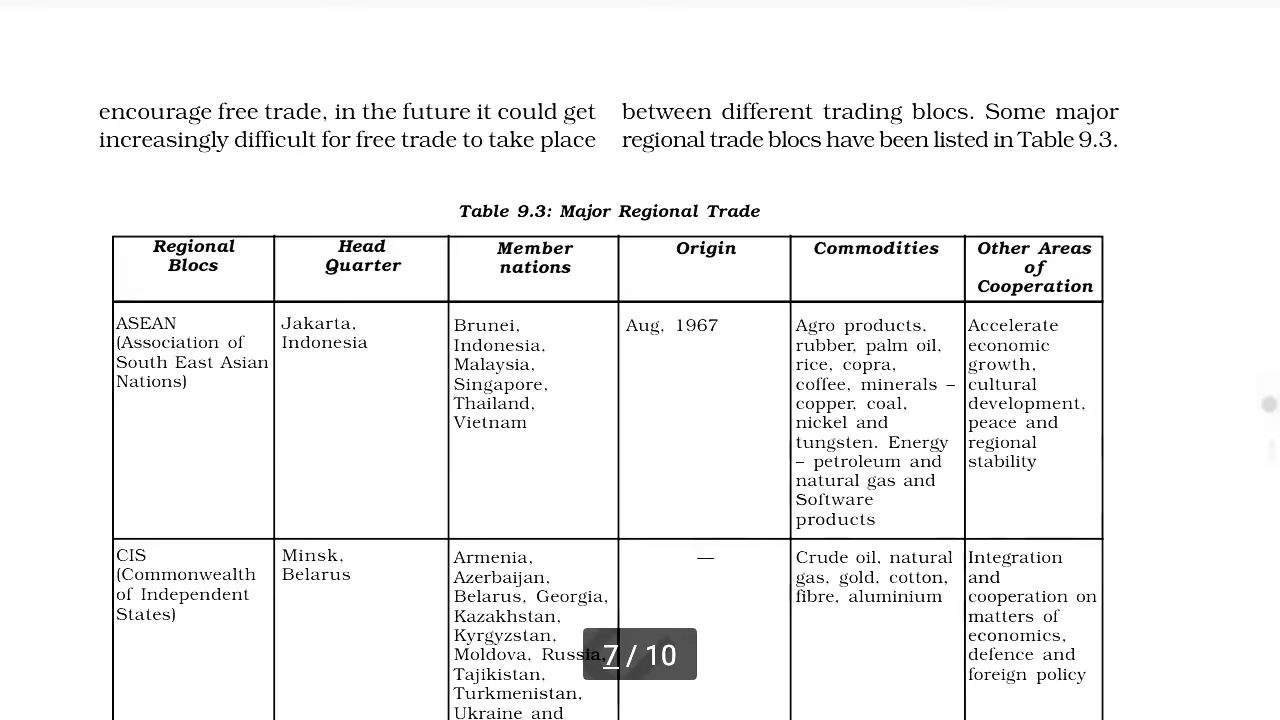 encourage free trade, in the future it could get
increasingly difficult for free trade to take place
between different trading blocs. Some major
regional trade blocs have been listed in Table 9.3.
Table 9.3: Major Regional Trade
Regional
Blocs
Head
Quarter
Member
nations
Origin
Commodities
Other Areas
of
Cooperation
ASEAN
(Association of
South East Asian
Nations)
Jakarta,
Indonesia
Brunei,
Indonesia,
Malaysia,
Singapore,
Thailand,
Vietnam
Aug, 1967
Agro products,
rubber, palm oil,
rice, copra,
coffee, minerals –
copper, coal,
nickel and
tungsten. Energy
– petroleum and
natural gas and
Software
products
Accelerate
economic
growth,
cultural
development,
peace and
regional
stability
CIS
(Commonwealth
of Independent
States)
Minsk,
Belarus
Armenia,
Azerbaijan,
Belarus, Georgia,
Kazakhstan,
Kyrgyzstan,
Moldova, Russia,
Tajikistan,
Turkmenistan,
Ukraine and
—
Crude oil, natural
gas, gold, cotton,
fibre, aluminium
Integration
and
cooperation on
matters of
economics,
defence and
foreign policy
7 / 10